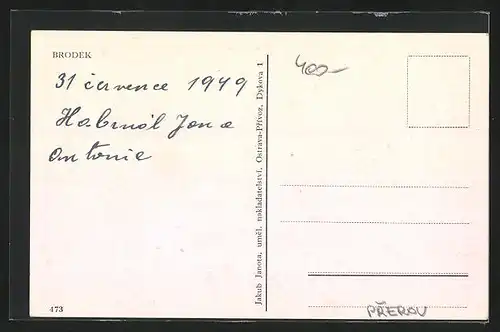 BRODEK
31 července 1949
Habrnál Jana
Antonie
400-
Jakub Janota, uměl. nakladatelství, Ostrava-Přívoz, Dykova 1
473
PŘEROV